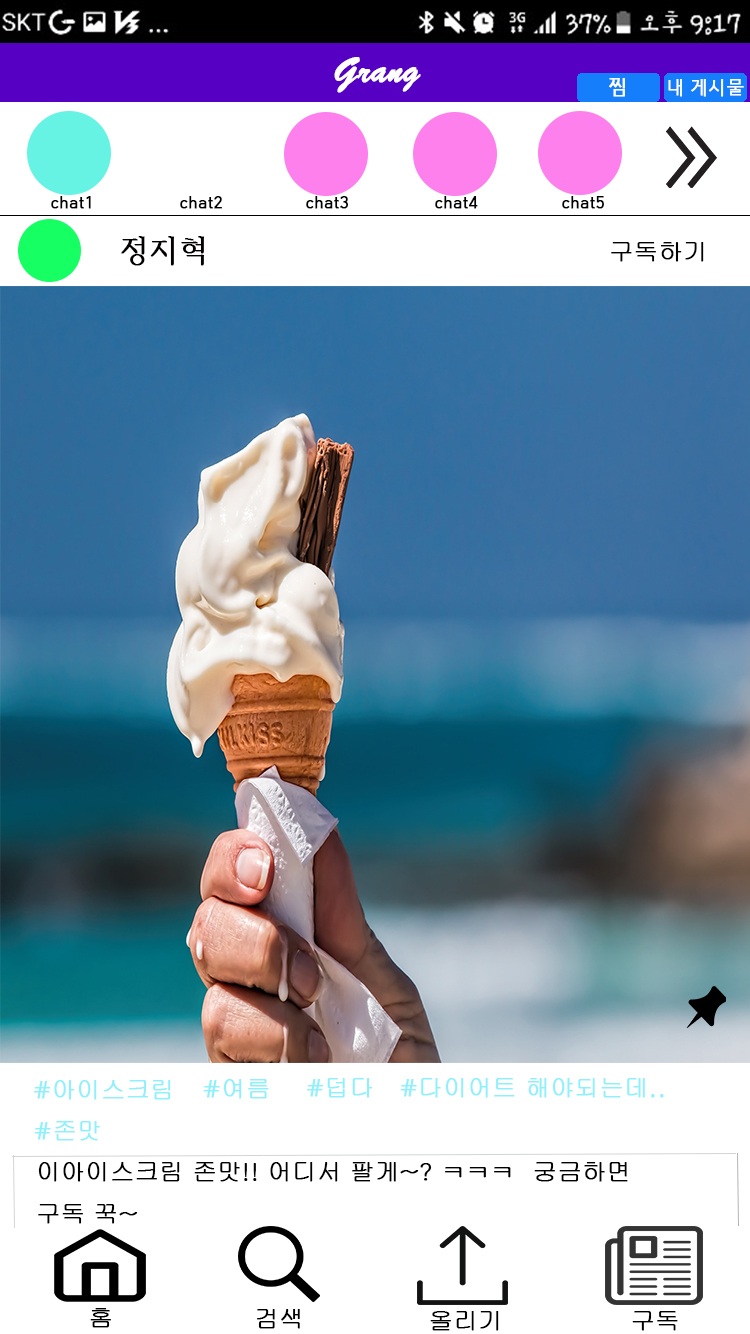 SKT ... 3G 37% 오후 9:17
Grang
찜 내 게시물
chat1 chat2 chat3 chat4 chat5
정지혁 구독하기
#아이스크림 #여름 #덥다 #다이어트 해야되는데..
#존맛
이아이스크림 존맛!! 어디서 팔게~? ㅋㅋㅋ 궁금하면
구독 꾹~
홈 검색 올리기 구독